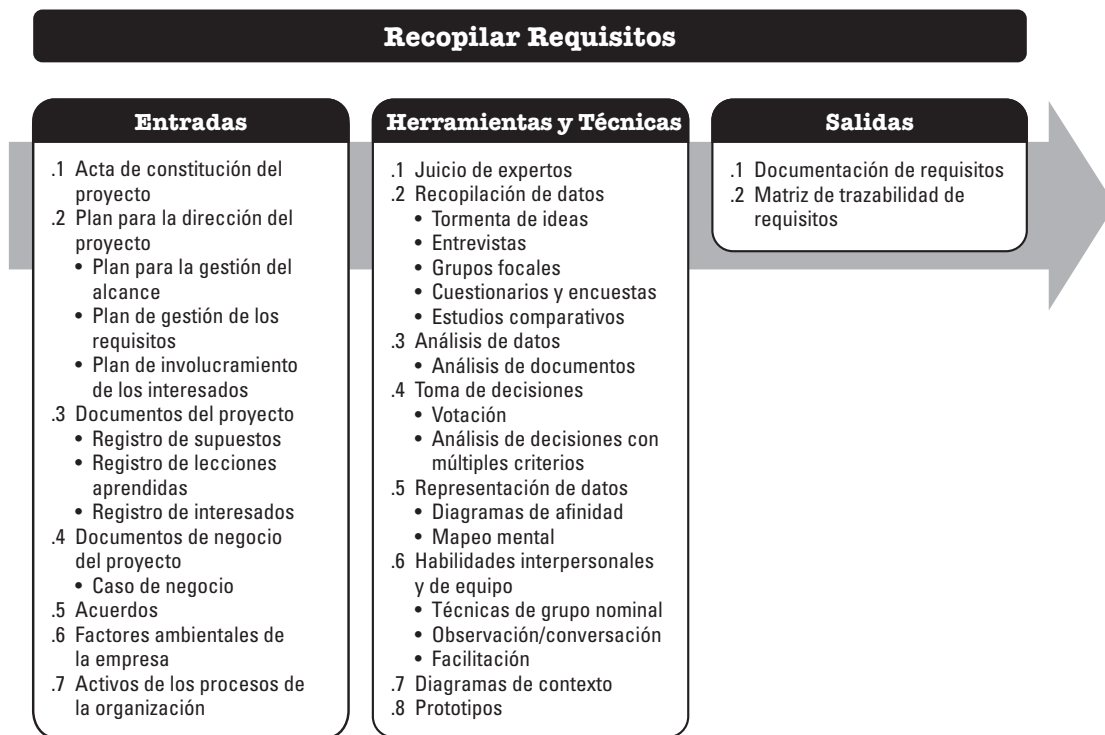 Recopilar Requisitos
Entradas
.1 Acta de constitución del
proyecto
.2 Plan para la dirección del
proyecto
• Plan para la gestión del
alcance
• Plan de gestión de los
requisitos
• Plan de involucramiento
de los interesados
.3 Documentos del proyecto
• Registro de supuestos
• Registro de lecciones
aprendidas
• Registro de interesados
.4 Documentos de negocio
del proyecto
• Caso de negocio
.5 Acuerdos
.6 Factores ambientales de
la empresa
.7 Activos de los procesos de
la organización
Herramientas y Técnicas
.1 Juicio de expertos
.2 Recopilación de datos
• Tormenta de ideas
• Entrevistas
• Grupos focales
• Cuestionarios y encuestas
• Estudios comparativos
.3 Análisis de datos
• Análisis de documentos
.4 Toma de decisiones
• Votación
• Análisis de decisiones con
múltiples criterios
.5 Representación de datos
• Diagramas de afinidad
• Mapeo mental
.6 Habilidades interpersonales
y de equipo
• Técnicas de grupo nominal
• Observación/conversación
• Facilitación
.7 Diagramas de contexto
.8 Prototipos
Salidas
.1 Documentación de requisitos
.2 Matriz de trazabilidad de
requisitos